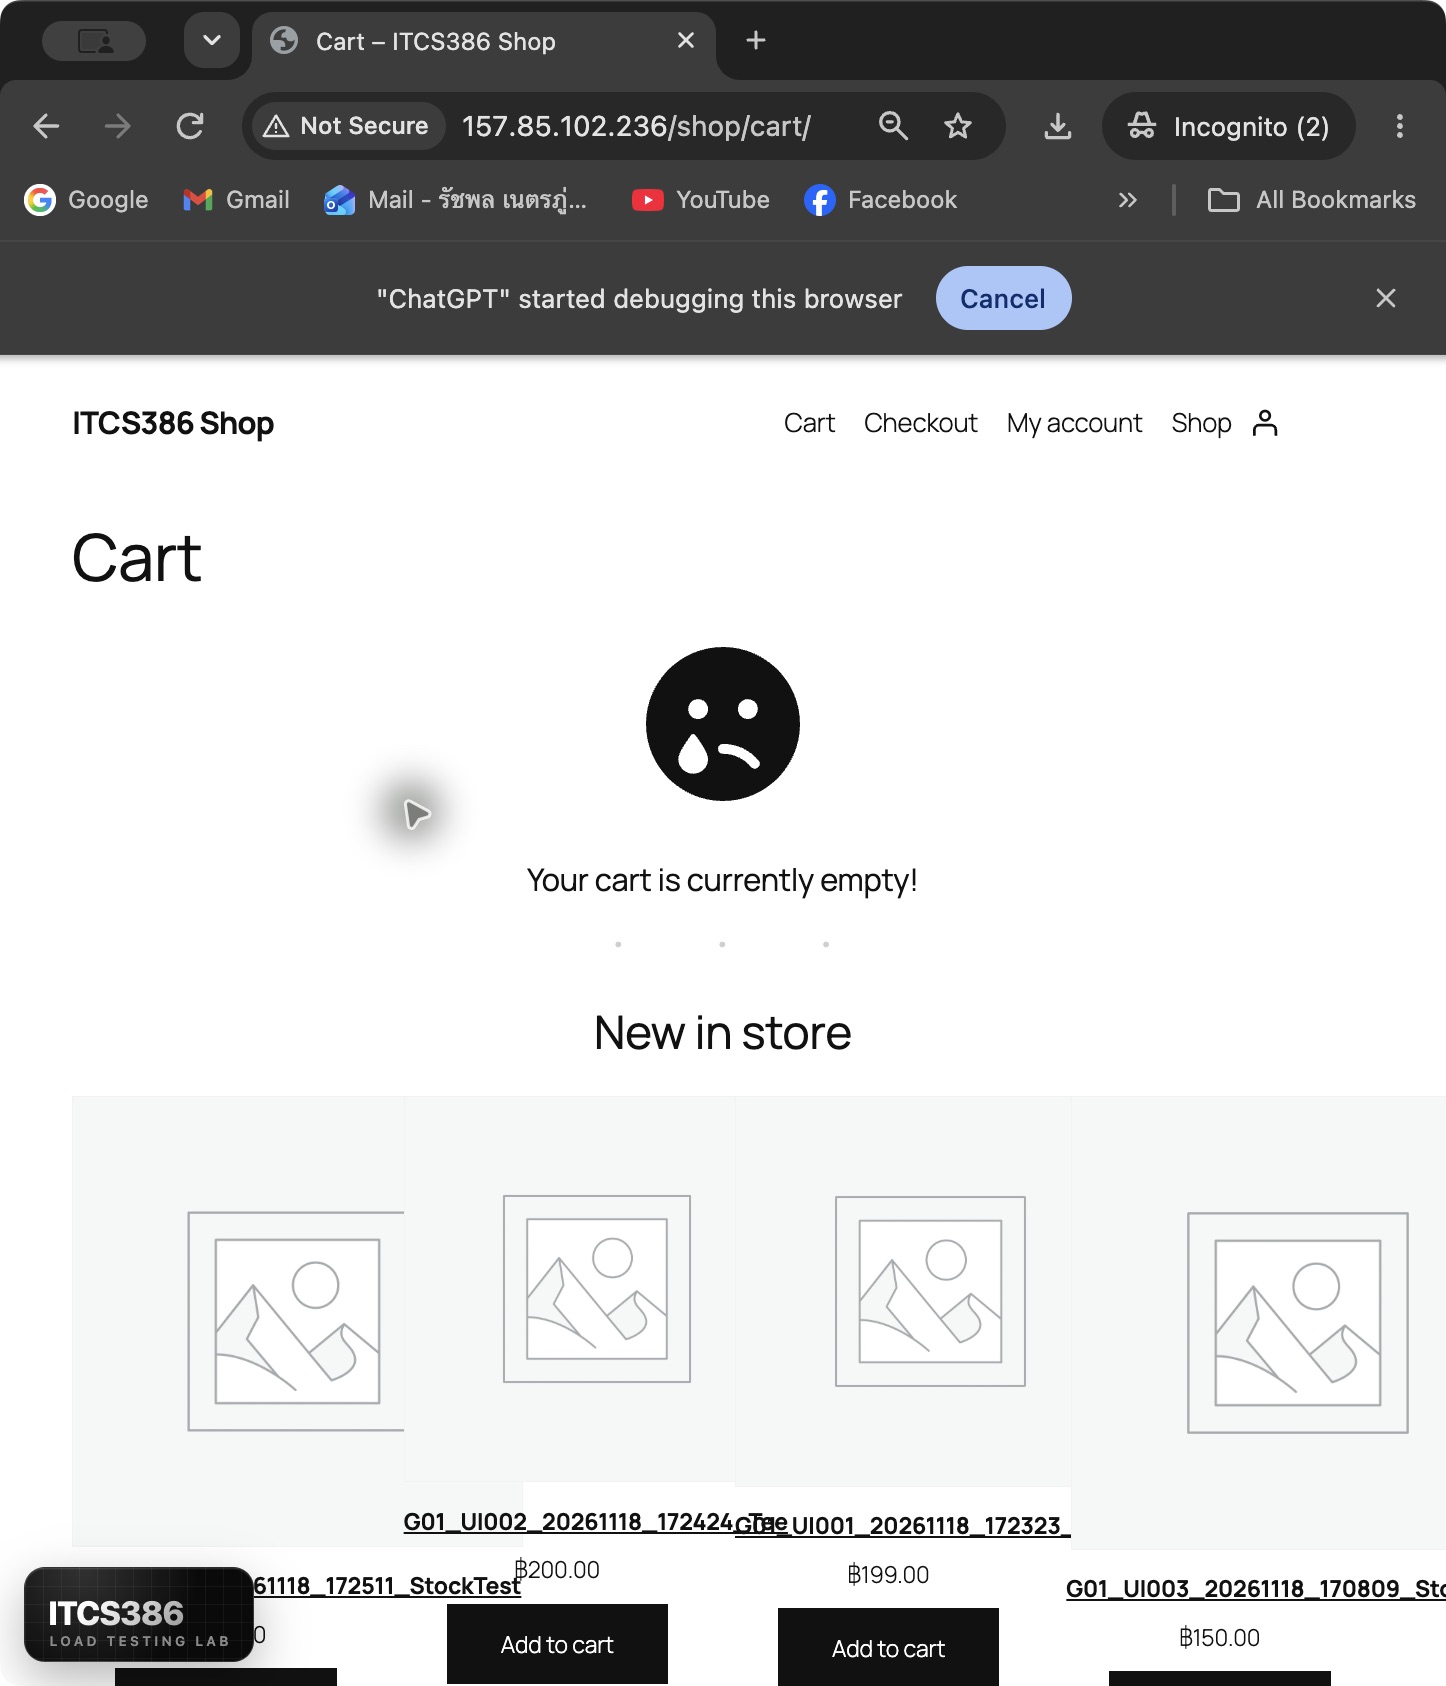 Cart – ITCS386 Shop
Not Secure 157.85.102.236/shop/cart/ Incognito (2)
Google Gmail Mail - รัชพล เนตรภู่... YouTube Facebook All Bookmarks
"ChatGPT" started debugging this browser Cancel
ITCS386 Shop Cart Checkout My account Shop
Cart
Your cart is currently empty!
New in store
G01_UI002_20261118_172424_Tee G01_UI001_20261118_172323_
฿200.00 ฿199.00
61118_172511_StockTest G01_UI003_20261118_170809_Sto
0 ฿150.00
Add to cart Add to cart
ITCS386
LOAD TESTING LAB